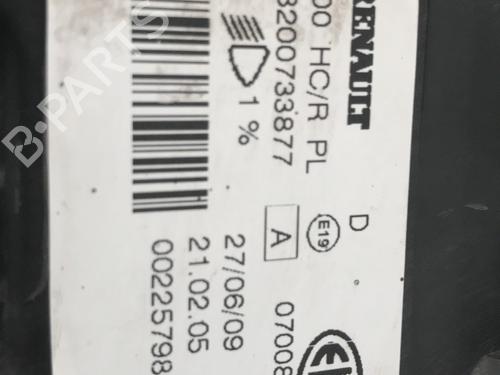 RENAULT
00 HC/R PL
8200733877
D
E19
1%
A
27/06/09
21.02.05
00225798
07008
B-PARTS